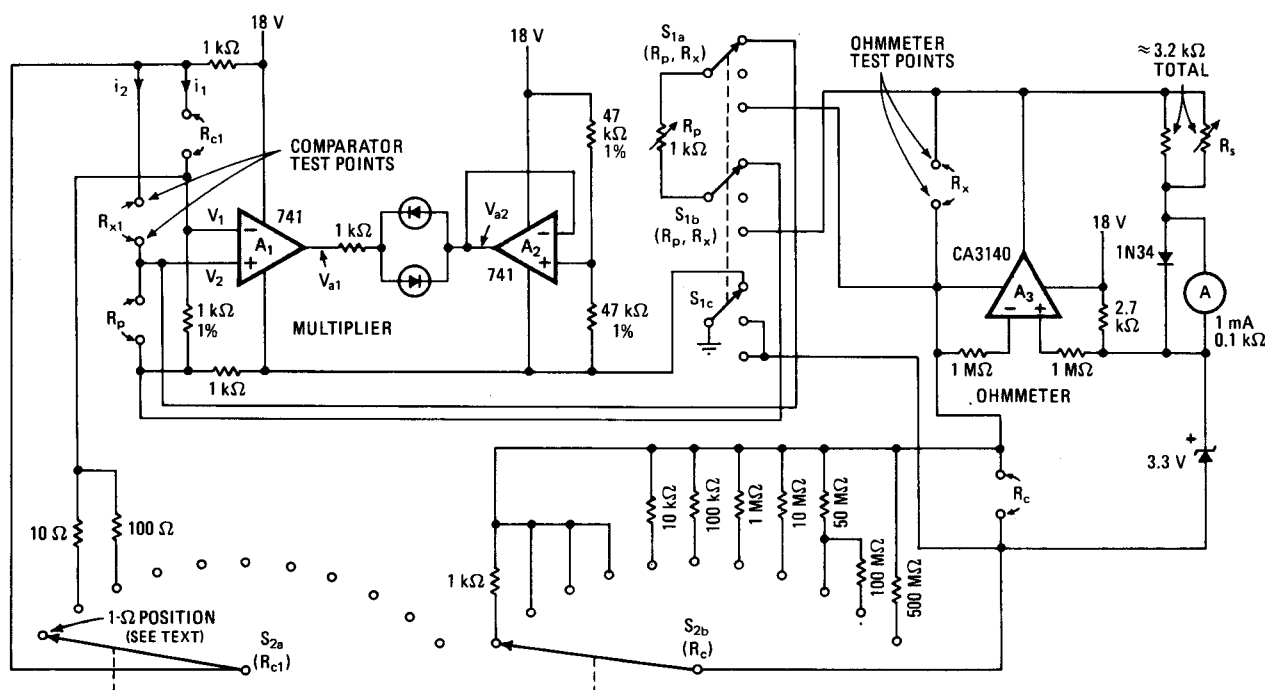 18 V
1 kΩ
i2
i1
Rc1
COMPARATOR
TEST POINTS
Rx1
V1
−
741
A1
+
V2
Va1
1 kΩ
Va2
−
A2
+
741
18 V
47
kΩ
1%
47 kΩ
1%
Rp
1 kΩ
1%
MULTIPLIER
1 kΩ
S1a
(Rp, Rx)
Rp
1 kΩ
S1b
(Rp, Rx)
S1c
OHMMETER
TEST
POINTS
Rx
≈3.2 kΩ
TOTAL
Rs
CA3140
A3
−
+
18 V
2.7
kΩ
1N34
A
1 mA
0.1 kΩ
1 MΩ
1 MΩ
OHMMETER
+
3.3 V
Rc
10 Ω
100 Ω
1-Ω POSITION
(SEE TEXT)
S2a
(Rc1)
1 kΩ
10 kΩ
100 kΩ
1 MΩ
10 MΩ
50 MΩ
100 MΩ
500 MΩ
S2b
(Rc)